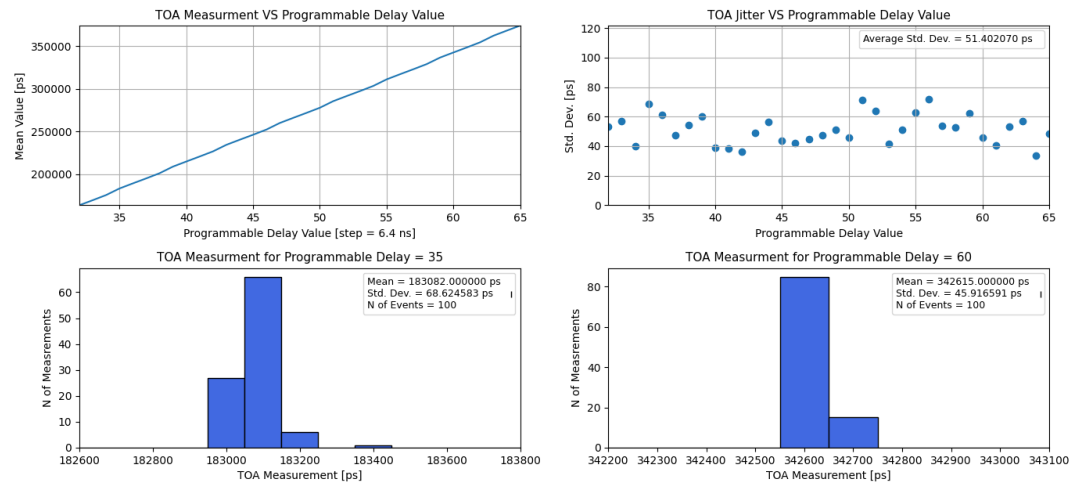 TOA Measurment VS Programmable Delay Value
Mean Value [ps]
350000
300000
250000
200000
35 40 45 50 55 60 65
Programmable Delay Value [step = 6.4 ns]
TOA Jitter VS Programmable Delay Value
Average Std. Dev. = 51.402070 ps
Std. Dev. [ps]
120
100
80
60
40
20
0
35 40 45 50 55 60 65
Programmable Delay Value
TOA Measurment for Programmable Delay = 35
Mean = 183082.000000 ps
Std. Dev. = 68.624583 ps
N of Events = 100
N of Measurements
60
50
40
30
20
10
0
182600 182800 183000 183200 183400 183600 183800
TOA Measurement [ps]
TOA Measurment for Programmable Delay = 60
Mean = 342615.000000 ps
Std. Dev. = 45.916591 ps
N of Events = 100
N of Measurements
80
60
40
20
0
342200 342300 342400 342500 342600 342700 342800 342900 343000 343100
TOA Measurement [ps]